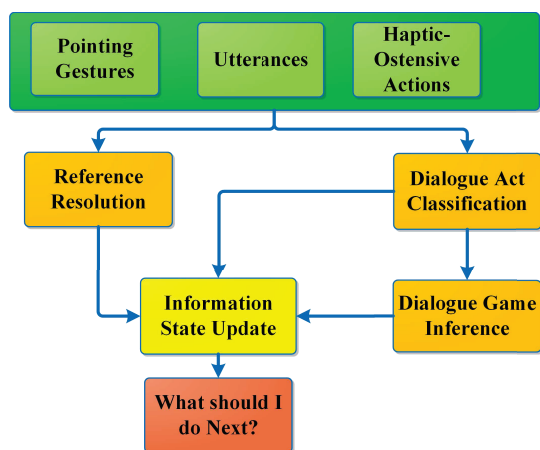 Pointing
Gestures
Utterances
Haptic-
Ostensive
Actions
Reference
Resolution
Dialogue Act
Classification
Information
State Update
Dialogue Game
Inference
What should I
do Next?